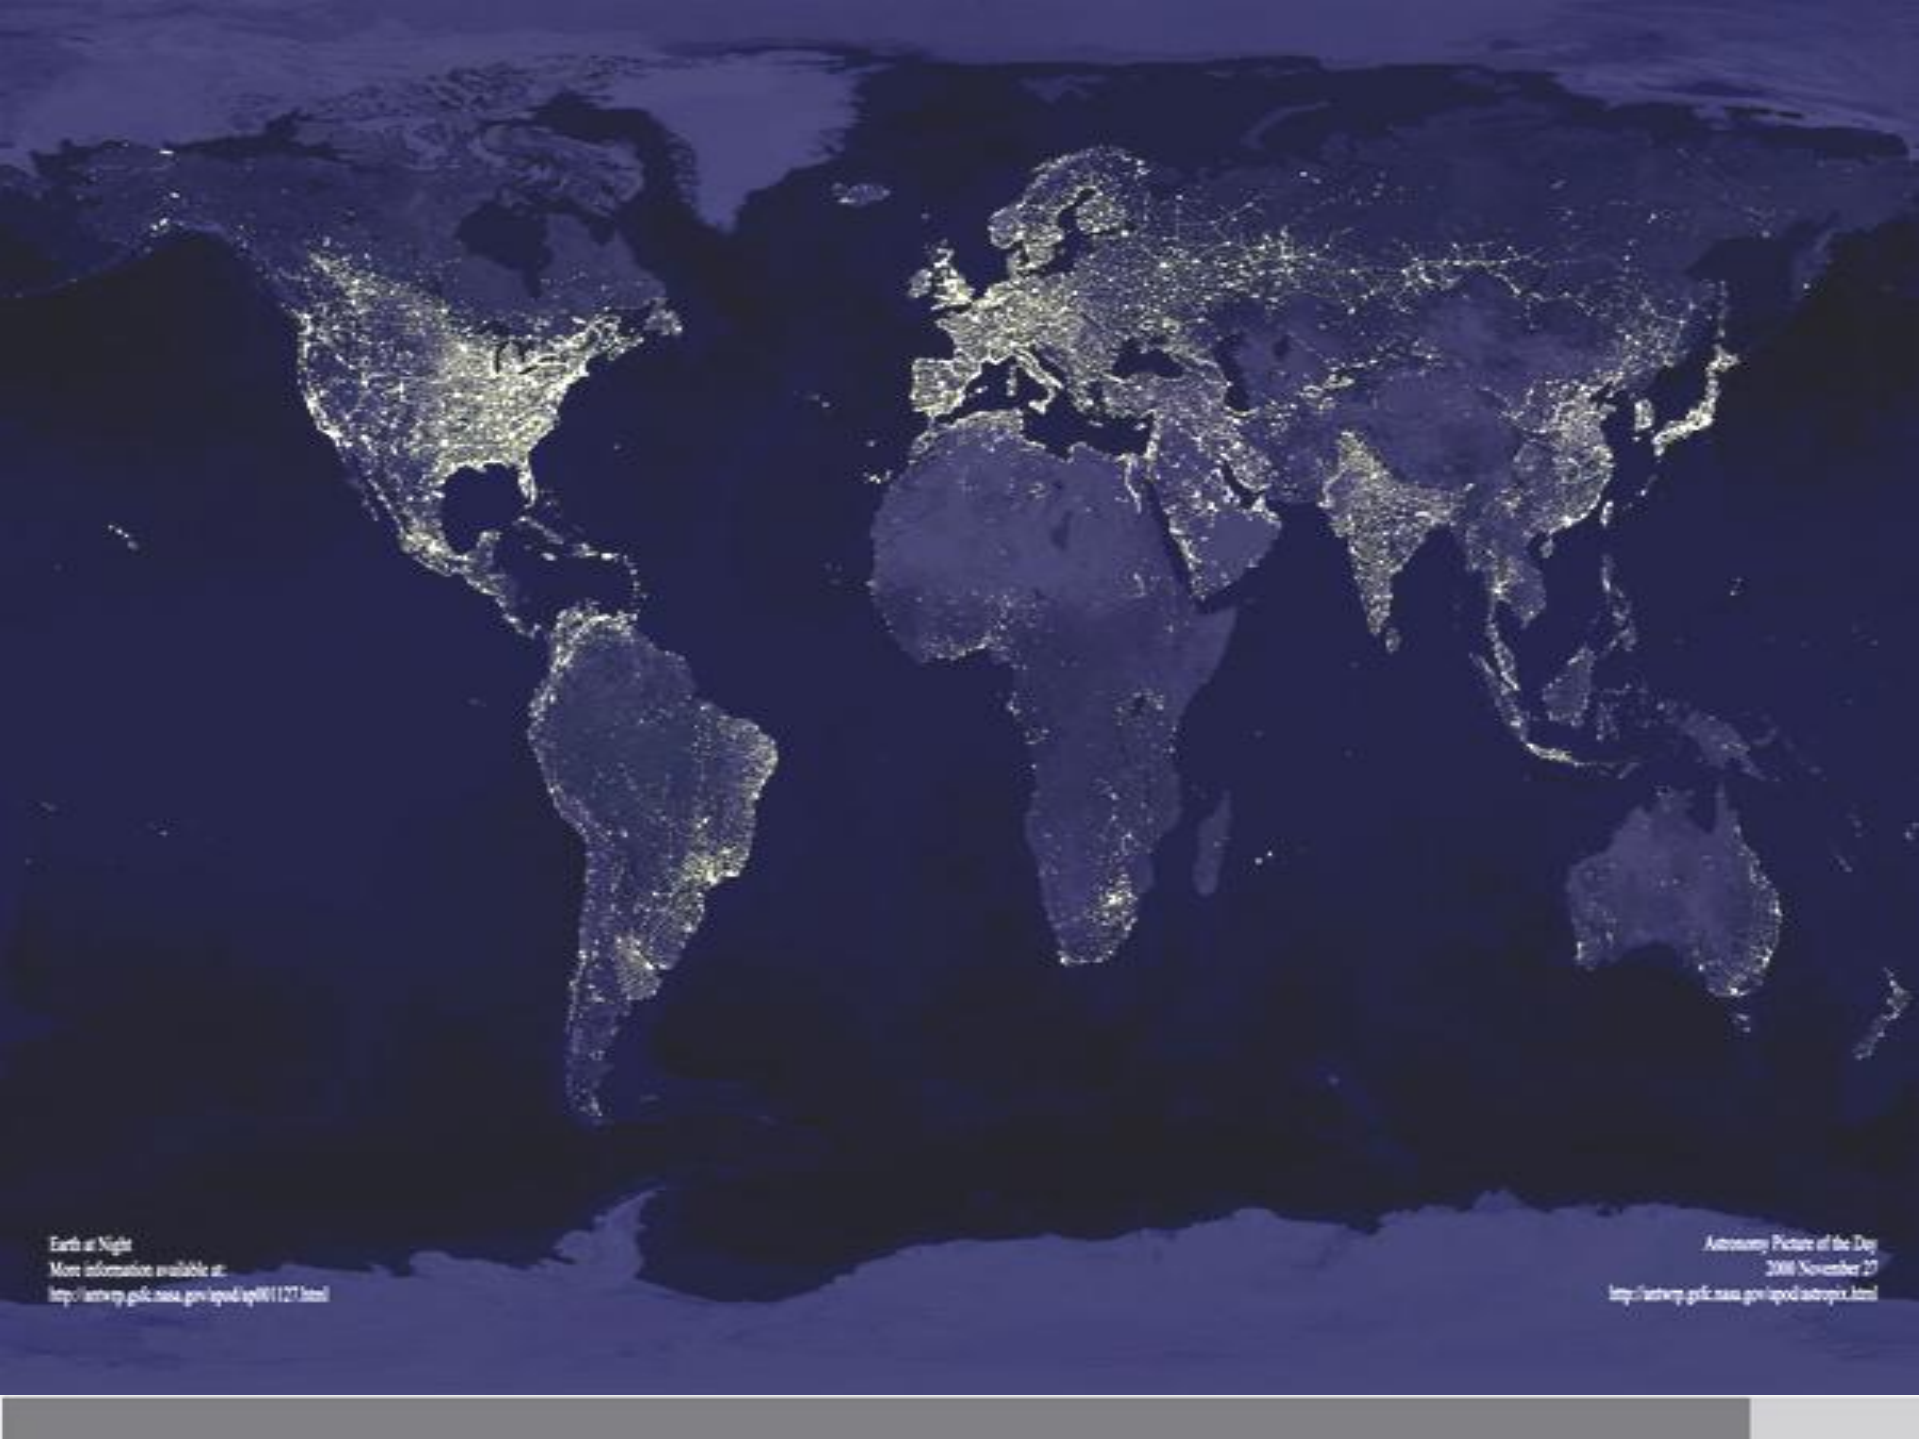 Earth at Night
More information available at:
http://antwrp.gsfc.nasa.gov/apod/ap001127.html
Astronomy Picture of the Day
2000 November 27
http://antwrp.gsfc.nasa.gov/apod/astropix.html